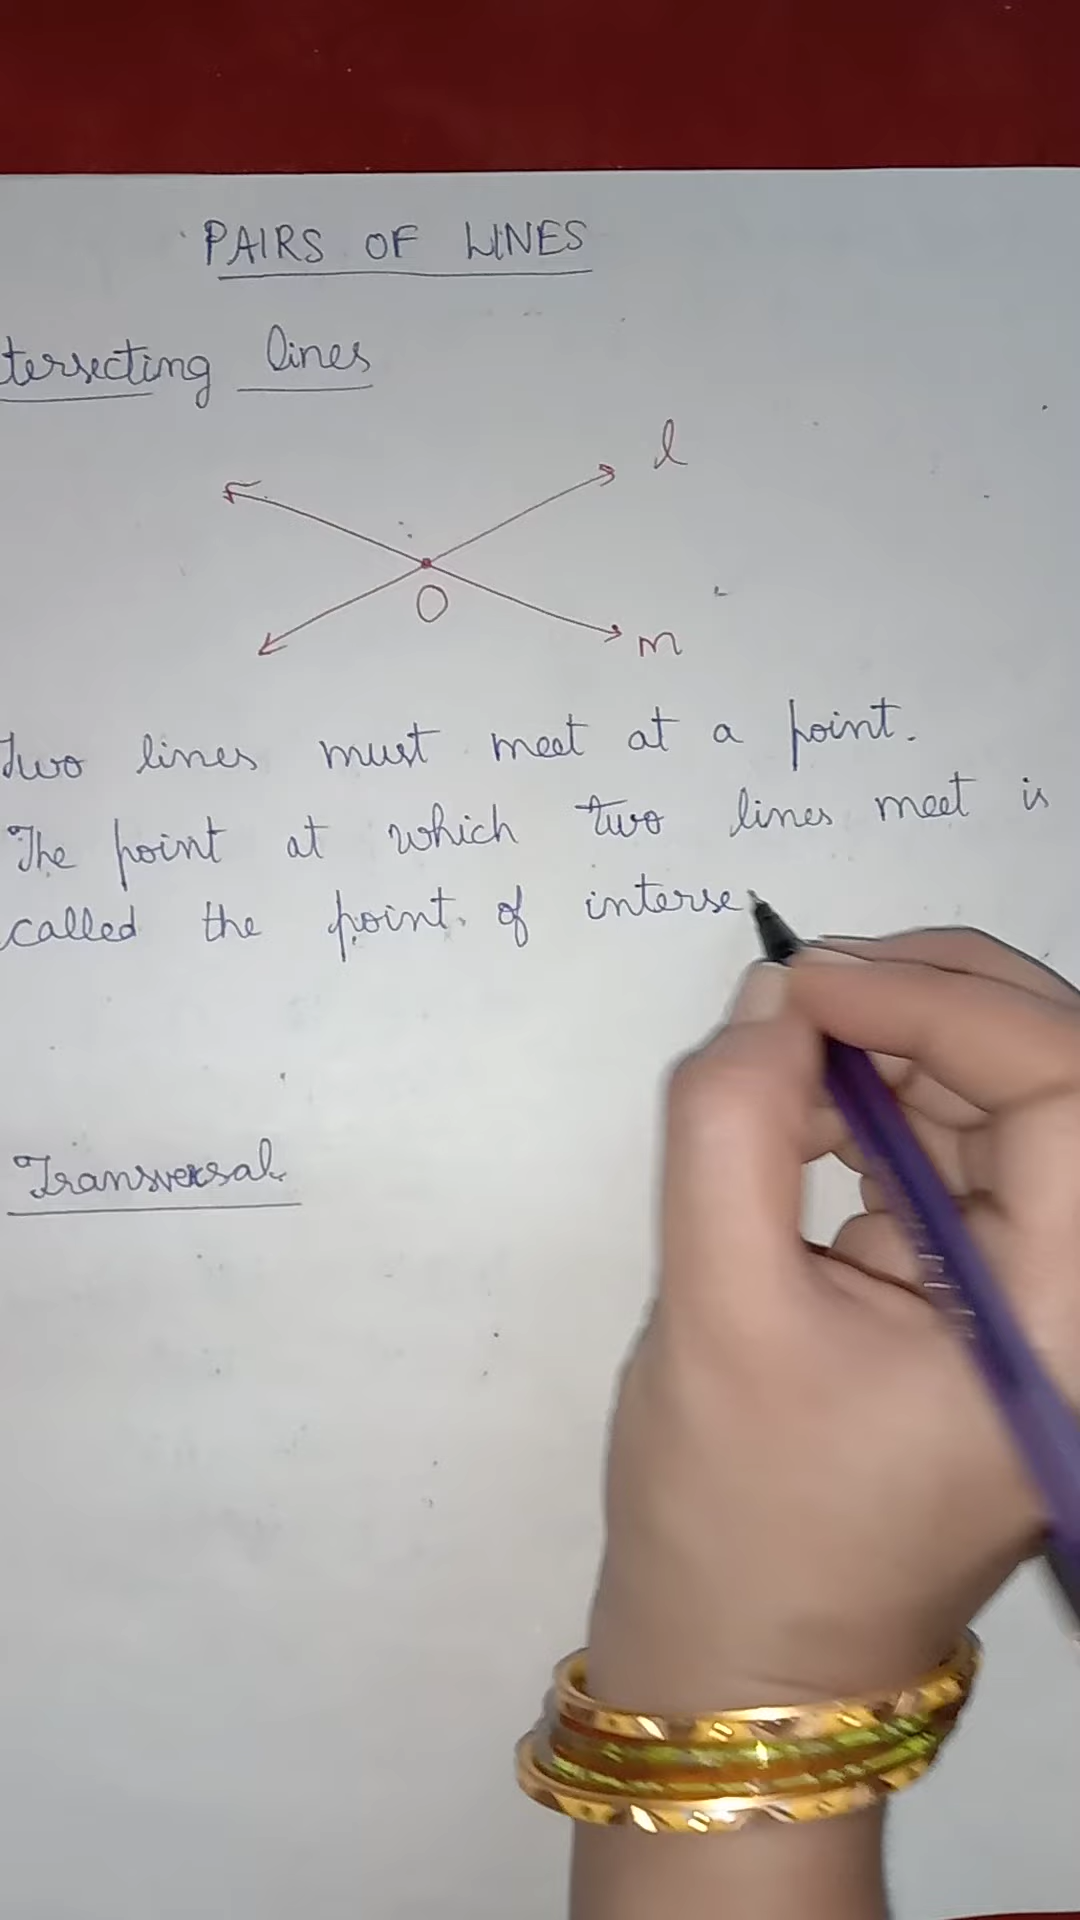 PAIRS OF LINES
tersecting lines
l
O
m
Two lines must meet at a point.
The point at which two lines meet is
called the point of interse
Transversal